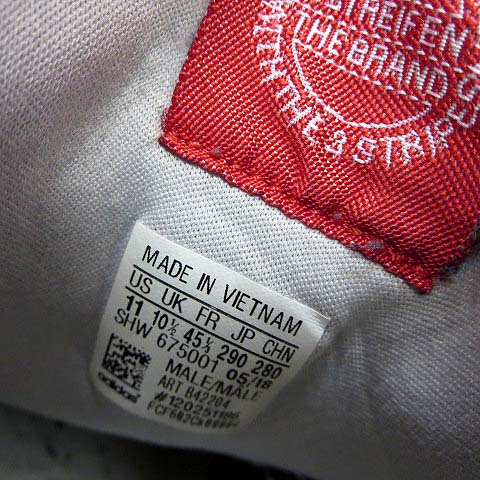 STREIFEN
THE BRAND
WITH THE 3 STRIPES
MADE IN VIETNAM
US UK FR JP CHN
11 10½ 45⅓ 290 280
SHW 675001 05/18
MALE/MALE
ART B42204
#120251186
adidas